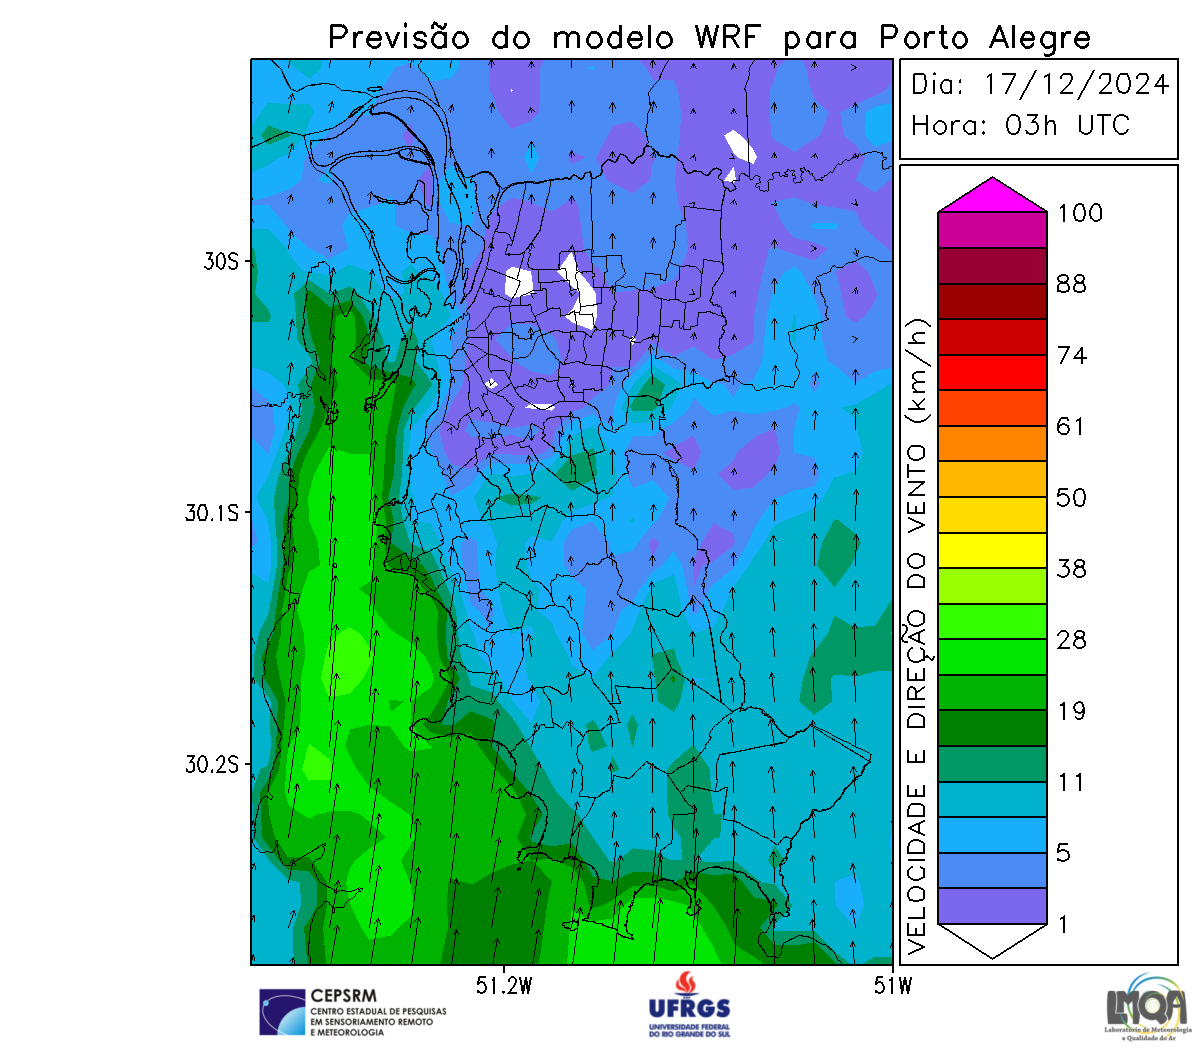 Previsão do modelo WRF para Porto Alegre
Dia: 17/12/2024
Hora: 03h UTC
100
88
74
61
50
38
28
19
11
5
1
VELOCIDADE E DIREÇÃO DO VENTO (km/h)
30S
30.1S
30.2S
51.2W
51W
CEPSRM
CENTRO ESTADUAL DE PESQUISAS
EM SENSORIAMENTO REMOTO
E METEOROLOGIA
UFRGS
UNIVERSIDADE FEDERAL
DO RIO GRANDE DO SUL
LMQA
Laboratório de Meteorologia
e Qualidade do Ar